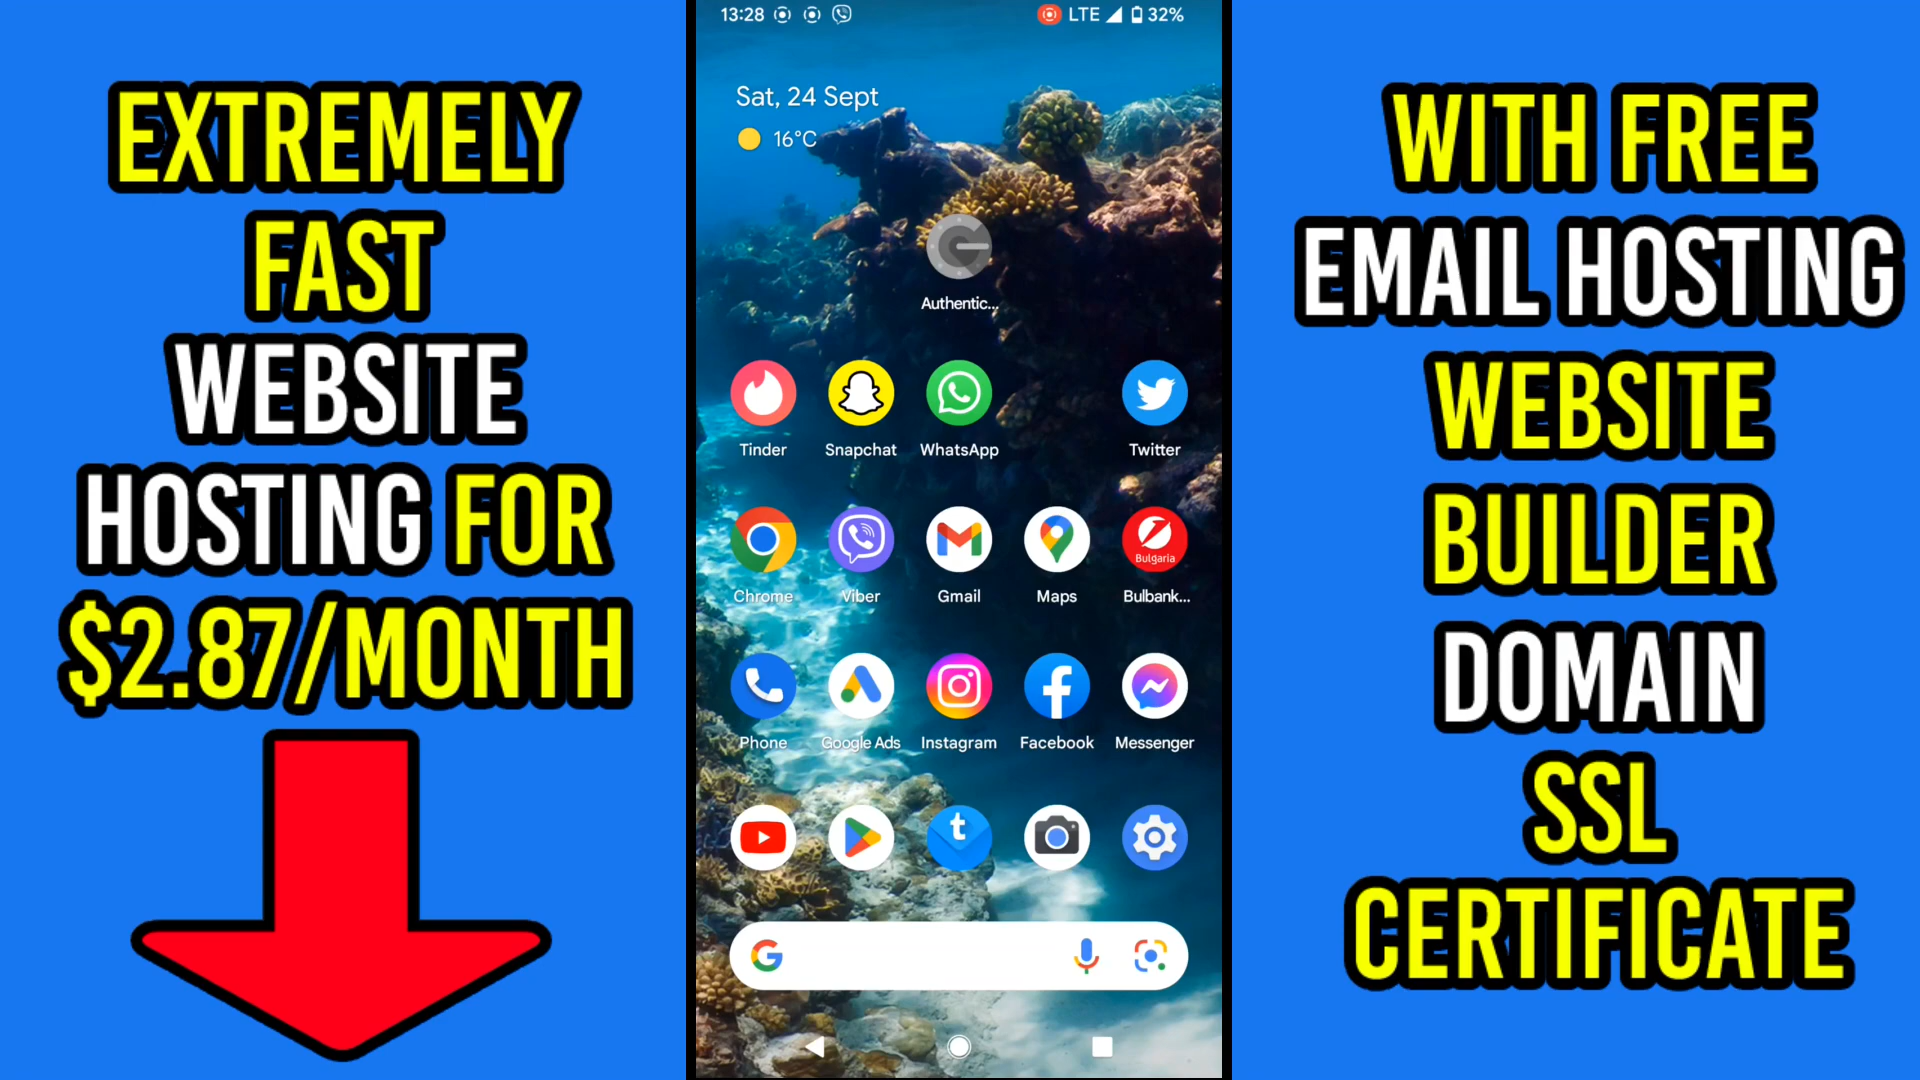 EXTREMELY
FAST
WEBSITE
HOSTING FOR
$2.87/MONTH
13:28
LTE
32%
Sat, 24 Sept
16°C
Authentic...
Tinder
Snapchat
WhatsApp
Twitter
Bulgaria
Chrome
Viber
Gmail
Maps
Bulbank...
Phone
Google Ads
Instagram
Facebook
Messenger
WITH FREE
EMAIL HOSTING
WEBSITE
BUILDER
DOMAIN
SSL
CERTIFICATE